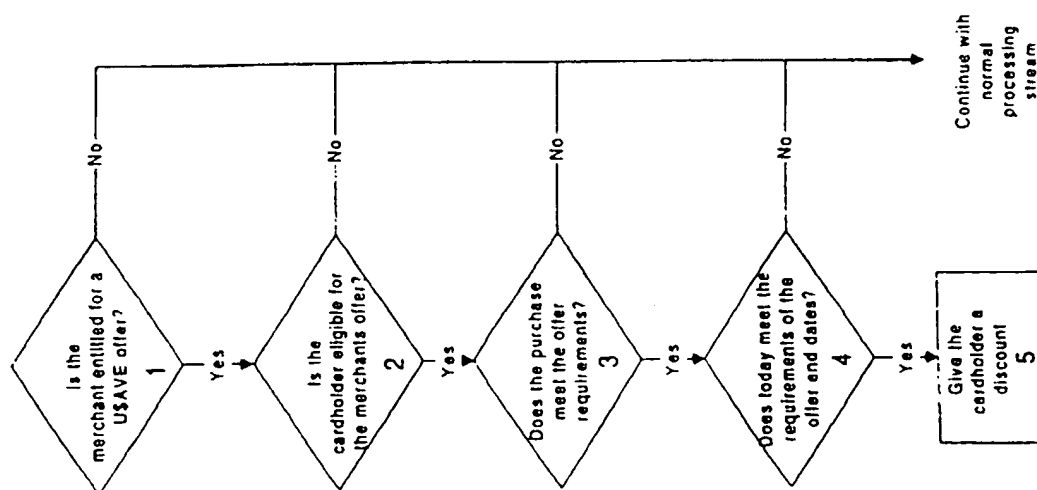 Is the
merchant entitled for a
U$AVE offer?
1
No
Yes
Is the
cardholder eligible for
the merchants offer?
2
No
Yes
Does the purchase
meet the offer
requirements?
3
No
Yes
Does today meet the
requirements of the
offer and dates?
4
No
Yes
Give the
cardholder a
discount
5
Continue with
normal
processing
stream